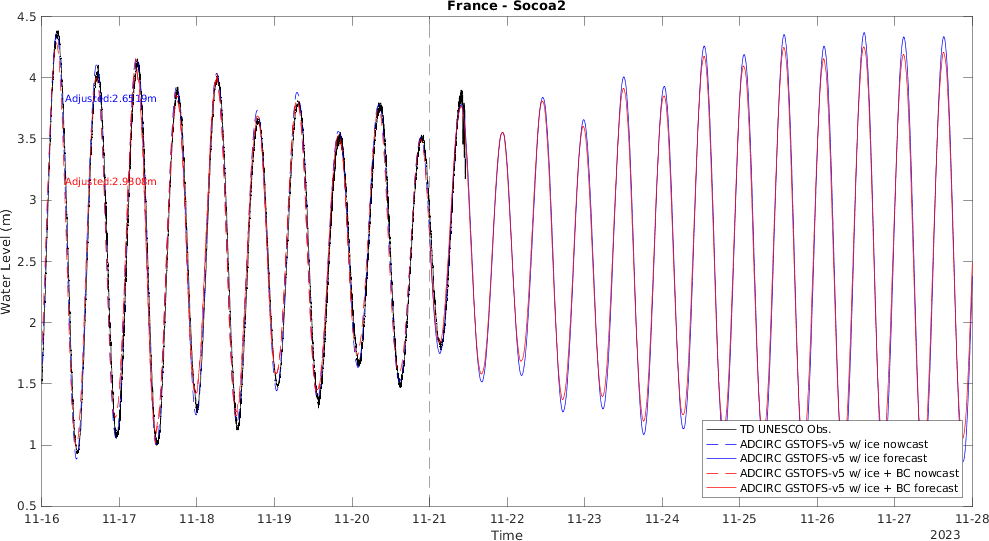 France - Socoa2
4.5
4
3.5
3
2.5
2
1.5
1
0.5
Water Level (m)
Adjusted:2.6519m
Adjusted:2.9308m
TD UNESCO Obs.
ADCIRC GSTOFS-v5 w/ ice nowcast
ADCIRC GSTOFS-v5 w/ ice forecast
ADCIRC GSTOFS-v5 w/ ice + BC nowcast
ADCIRC GSTOFS-v5 w/ ice + BC forecast
11-16 11-17 11-18 11-19 11-20 11-21 11-22 11-23 11-24 11-25 11-26 11-27 11-28
Time
2023